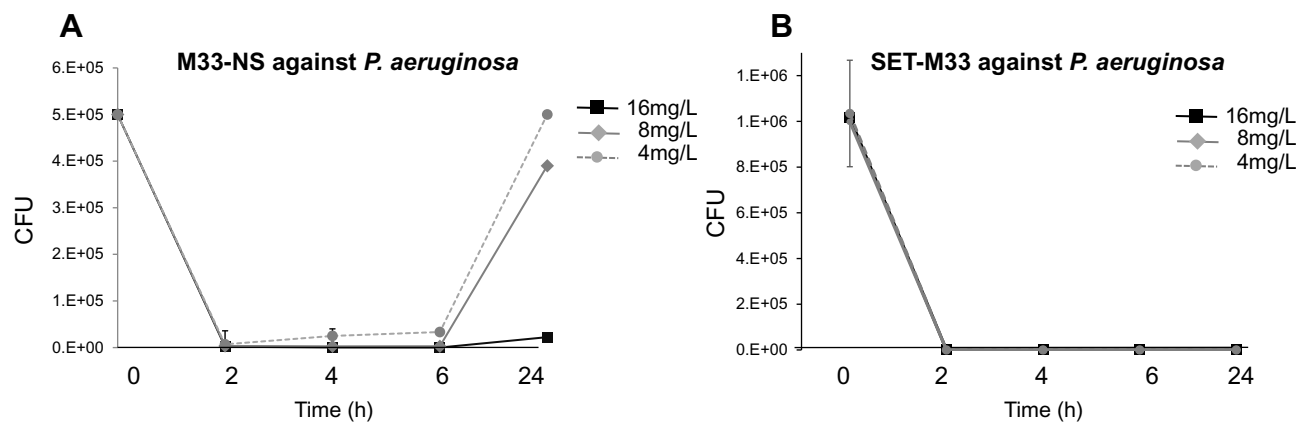 A
M33-NS against P. aeruginosa
6.E+05
5.E+05
4.E+05
3.E+05
2.E+05
1.E+05
0.E+00
CFU
0 2 4 6 24
Time (h)
16mg/L
8mg/L
4mg/L
B
SET-M33 against P. aeruginosa
1.E+06
1.E+06
8.E+05
6.E+05
4.E+05
2.E+05
0.E+00
CFU
0 2 4 6 24
Time (h)
16mg/L
8mg/L
4mg/L